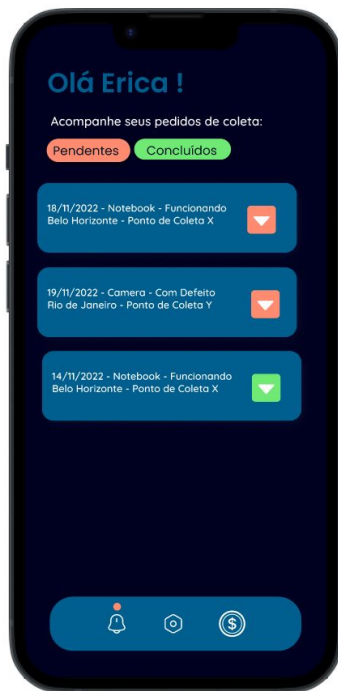 Olá Erica !
Acompanhe seus pedidos de coleta:
Pendentes
Concluídos
18/11/2022 - Notebook - Funcionando
Belo Horizonte - Ponto de Coleta X
19/11/2022 - Camera - Com Defeito
Rio de Janeiro - Ponto de Coleta Y
14/11/2022 - Notebook - Funcionando
Belo Horizonte - Ponto de Coleta X
$